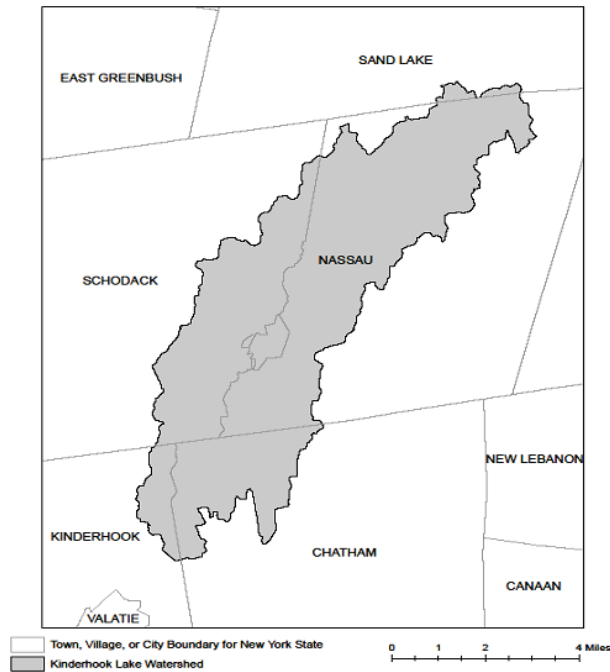 SAND LAKE
EAST GREENBUSH
NASSAU
SCHODACK
NEW LEBANON
KINDERHOOK
CHATHAM
CANAAN
VALATIE
Town, Village, or City Boundary for New York State
Kinderhook Lake Watershed
0 1 2 4 Miles